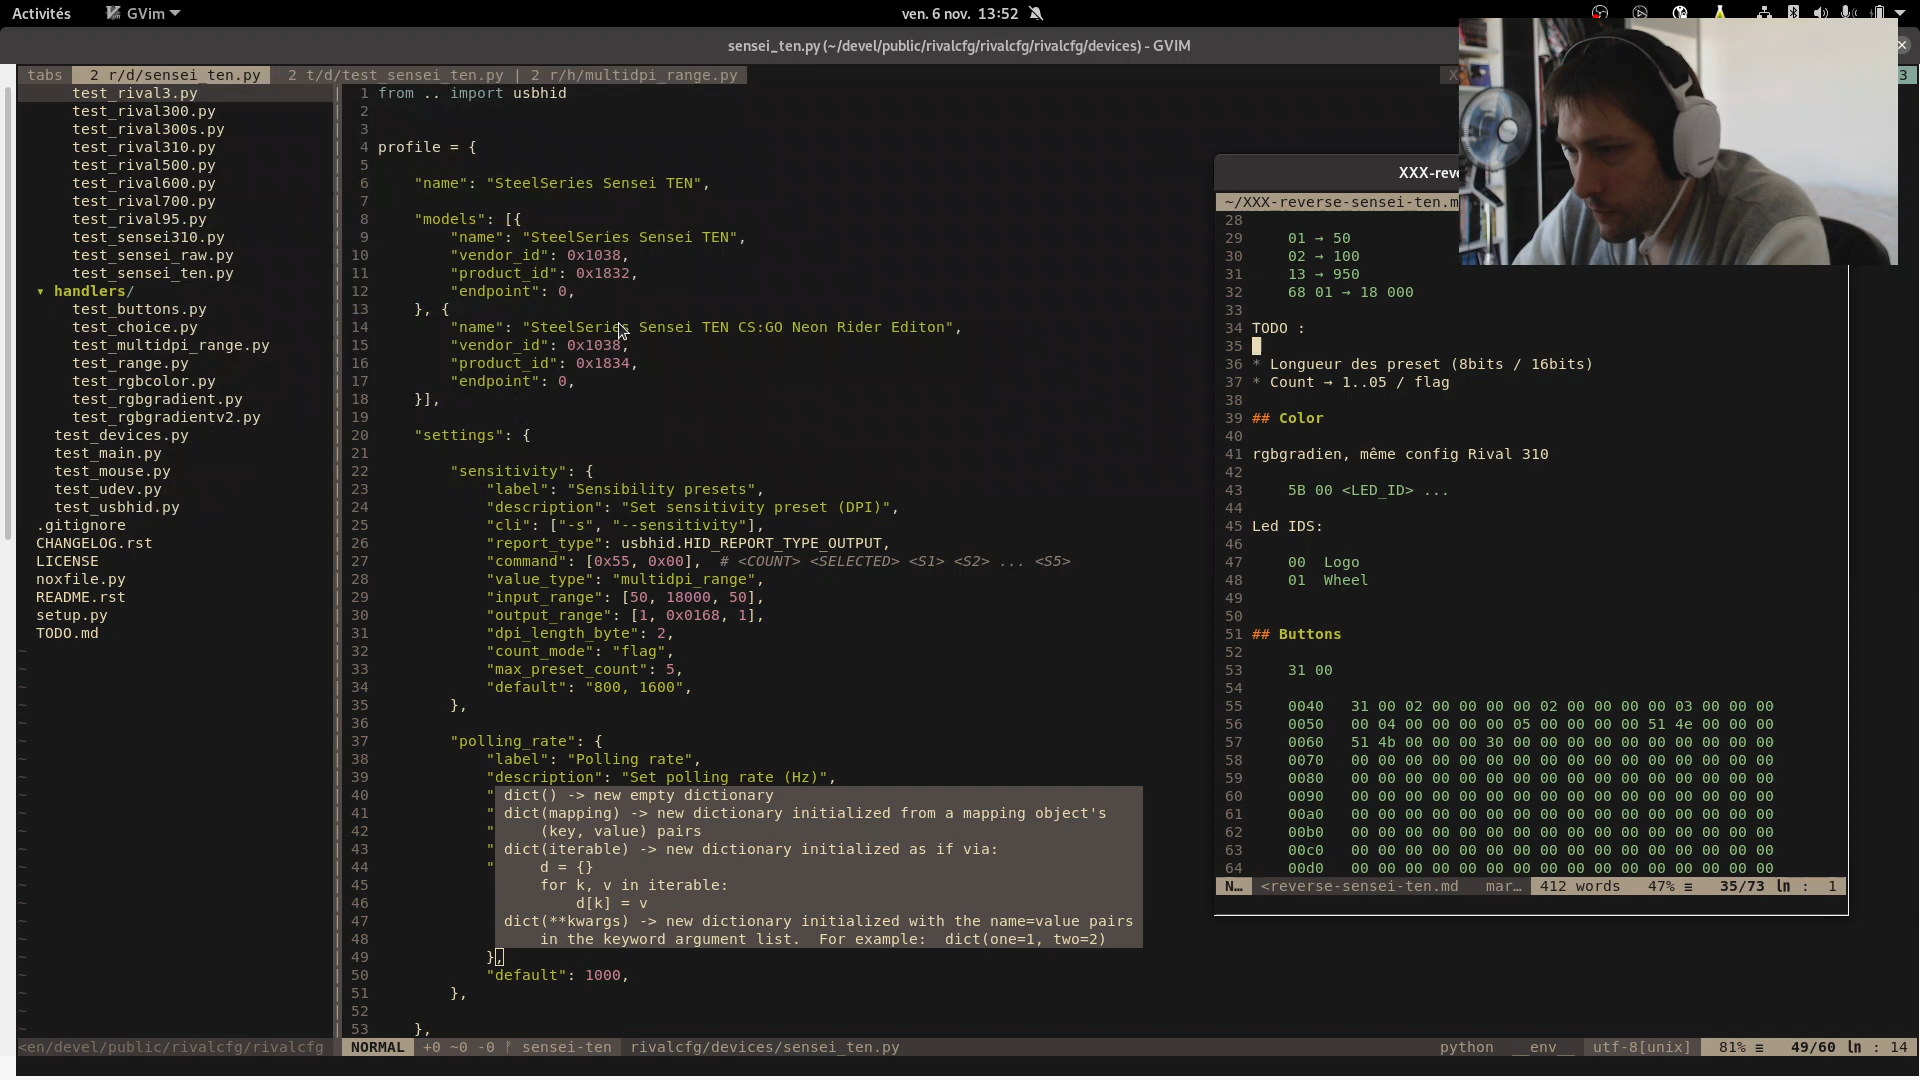 Activités
GVim
ven. 6 nov. 13:52
sensei_ten.py (~/devel/public/rivalcfg/rivalcfg/rivalcfg/devices) - GVIM
tabs 2 r/d/sensei_ten.py 2 t/d/test_sensei_ten.py | 2 r/h/multidpi_range.py X 3
test_rival3.py
test_rival300.py
test_rival300s.py
test_rival310.py
test_rival500.py
test_rival600.py
test_rival700.py
test_rival95.py
test_sensei310.py
test_sensei_raw.py
test_sensei_ten.py
▾ handlers/
test_buttons.py
test_choice.py
test_multidpi_range.py
test_range.py
test_rgbcolor.py
test_rgbgradient.py
test_rgbgradientv2.py
test_devices.py
test_main.py
test_mouse.py
test_udev.py
test_usbhid.py
.gitignore
CHANGELOG.rst
LICENSE
noxfile.py
README.rst
setup.py
TODO.md
<en/devel/public/rivalcfg/rivalcfg
1 from .. import usbhid
2
3
4 profile = {
5
6 "name": "SteelSeries Sensei TEN",
7
8 "models": [{
9 "name": "SteelSeries Sensei TEN",
10 "vendor_id": 0x1038,
11 "product_id": 0x1832,
12 "endpoint": 0,
13 }, {
14 "name": "SteelSeries Sensei TEN CS:GO Neon Rider Editon",
15 "vendor_id": 0x1038,
16 "product_id": 0x1834,
17 "endpoint": 0,
18 }],
19
20 "settings": {
21
22 "sensitivity": {
23 "label": "Sensibility presets",
24 "description": "Set sensitivity preset (DPI)",
25 "cli": ["-s", "--sensitivity"],
26 "report_type": usbhid.HID_REPORT_TYPE_OUTPUT,
27 "command": [0x55, 0x00], # <COUNT> <SELECTED> <S1> <S2> ... <S5>
28 "value_type": "multidpi_range",
29 "input_range": [50, 18000, 50],
30 "output_range": [1, 0x0168, 1],
31 "dpi_length_byte": 2,
32 "count_mode": "flag",
33 "max_preset_count": 5,
34 "default": "800, 1600",
35 },
36
37 "polling_rate": {
38 "label": "Polling rate",
39 "description": "Set polling rate (Hz)",
40 " dict() -> new empty dictionary
41 " dict(mapping) -> new dictionary initialized from a mapping object's
42 " (key, value) pairs
43 " dict(iterable) -> new dictionary initialized as if via:
44 " d = {}
45 for k, v in iterable:
46 d[k] = v
47 dict(**kwargs) -> new dictionary initialized with the name=value pairs
48 in the keyword argument list. For example: dict(one=1, two=2)
49 },
50 "default": 1000,
51 },
52
53 },
NORMAL +0 ~0 -0 sensei-ten rivalcfg/devices/sensei_ten.py python __env__ utf-8[unix] 81% ≡ 49/60 ln : 14
XXX-reve
~/XXX-reverse-sensei-ten.m
28
29 01 → 50
30 02 → 100
31 13 → 950
32 68 01 → 18 000
33
34 TODO :
35
36 * Longueur des preset (8bits / 16bits)
37 * Count → 1..05 / flag
38
39 ## Color
40
41 rgbgradien, même config Rival 310
42
43 5B 00 <LED_ID> ...
44
45 Led IDS:
46
47 00 Logo
48 01 Wheel
49
50
51 ## Buttons
52
53 31 00
54
55 0040 31 00 02 00 00 00 00 02 00 00 00 00 03 00 00 00
56 0050 00 04 00 00 00 00 05 00 00 00 00 51 4e 00 00 00
57 0060 51 4b 00 00 00 30 00 00 00 00 00 00 00 00 00 00
58 0070 00 00 00 00 00 00 00 00 00 00 00 00 00 00 00 00
59 0080 00 00 00 00 00 00 00 00 00 00 00 00 00 00 00 00
60 0090 00 00 00 00 00 00 00 00 00 00 00 00 00 00 00 00
61 00a0 00 00 00 00 00 00 00 00 00 00 00 00 00 00 00 00
62 00b0 00 00 00 00 00 00 00 00 00 00 00 00 00 00 00 00
63 00c0 00 00 00 00 00 00 00 00 00 00 00 00 00 00 00 00
64 00d0 00 00 00 00 00 00 00 00 00 00 00 00 00 00 00 00
N… <reverse-sensei-ten.md mar… 412 words 47% ≡ 35/73 ln : 1